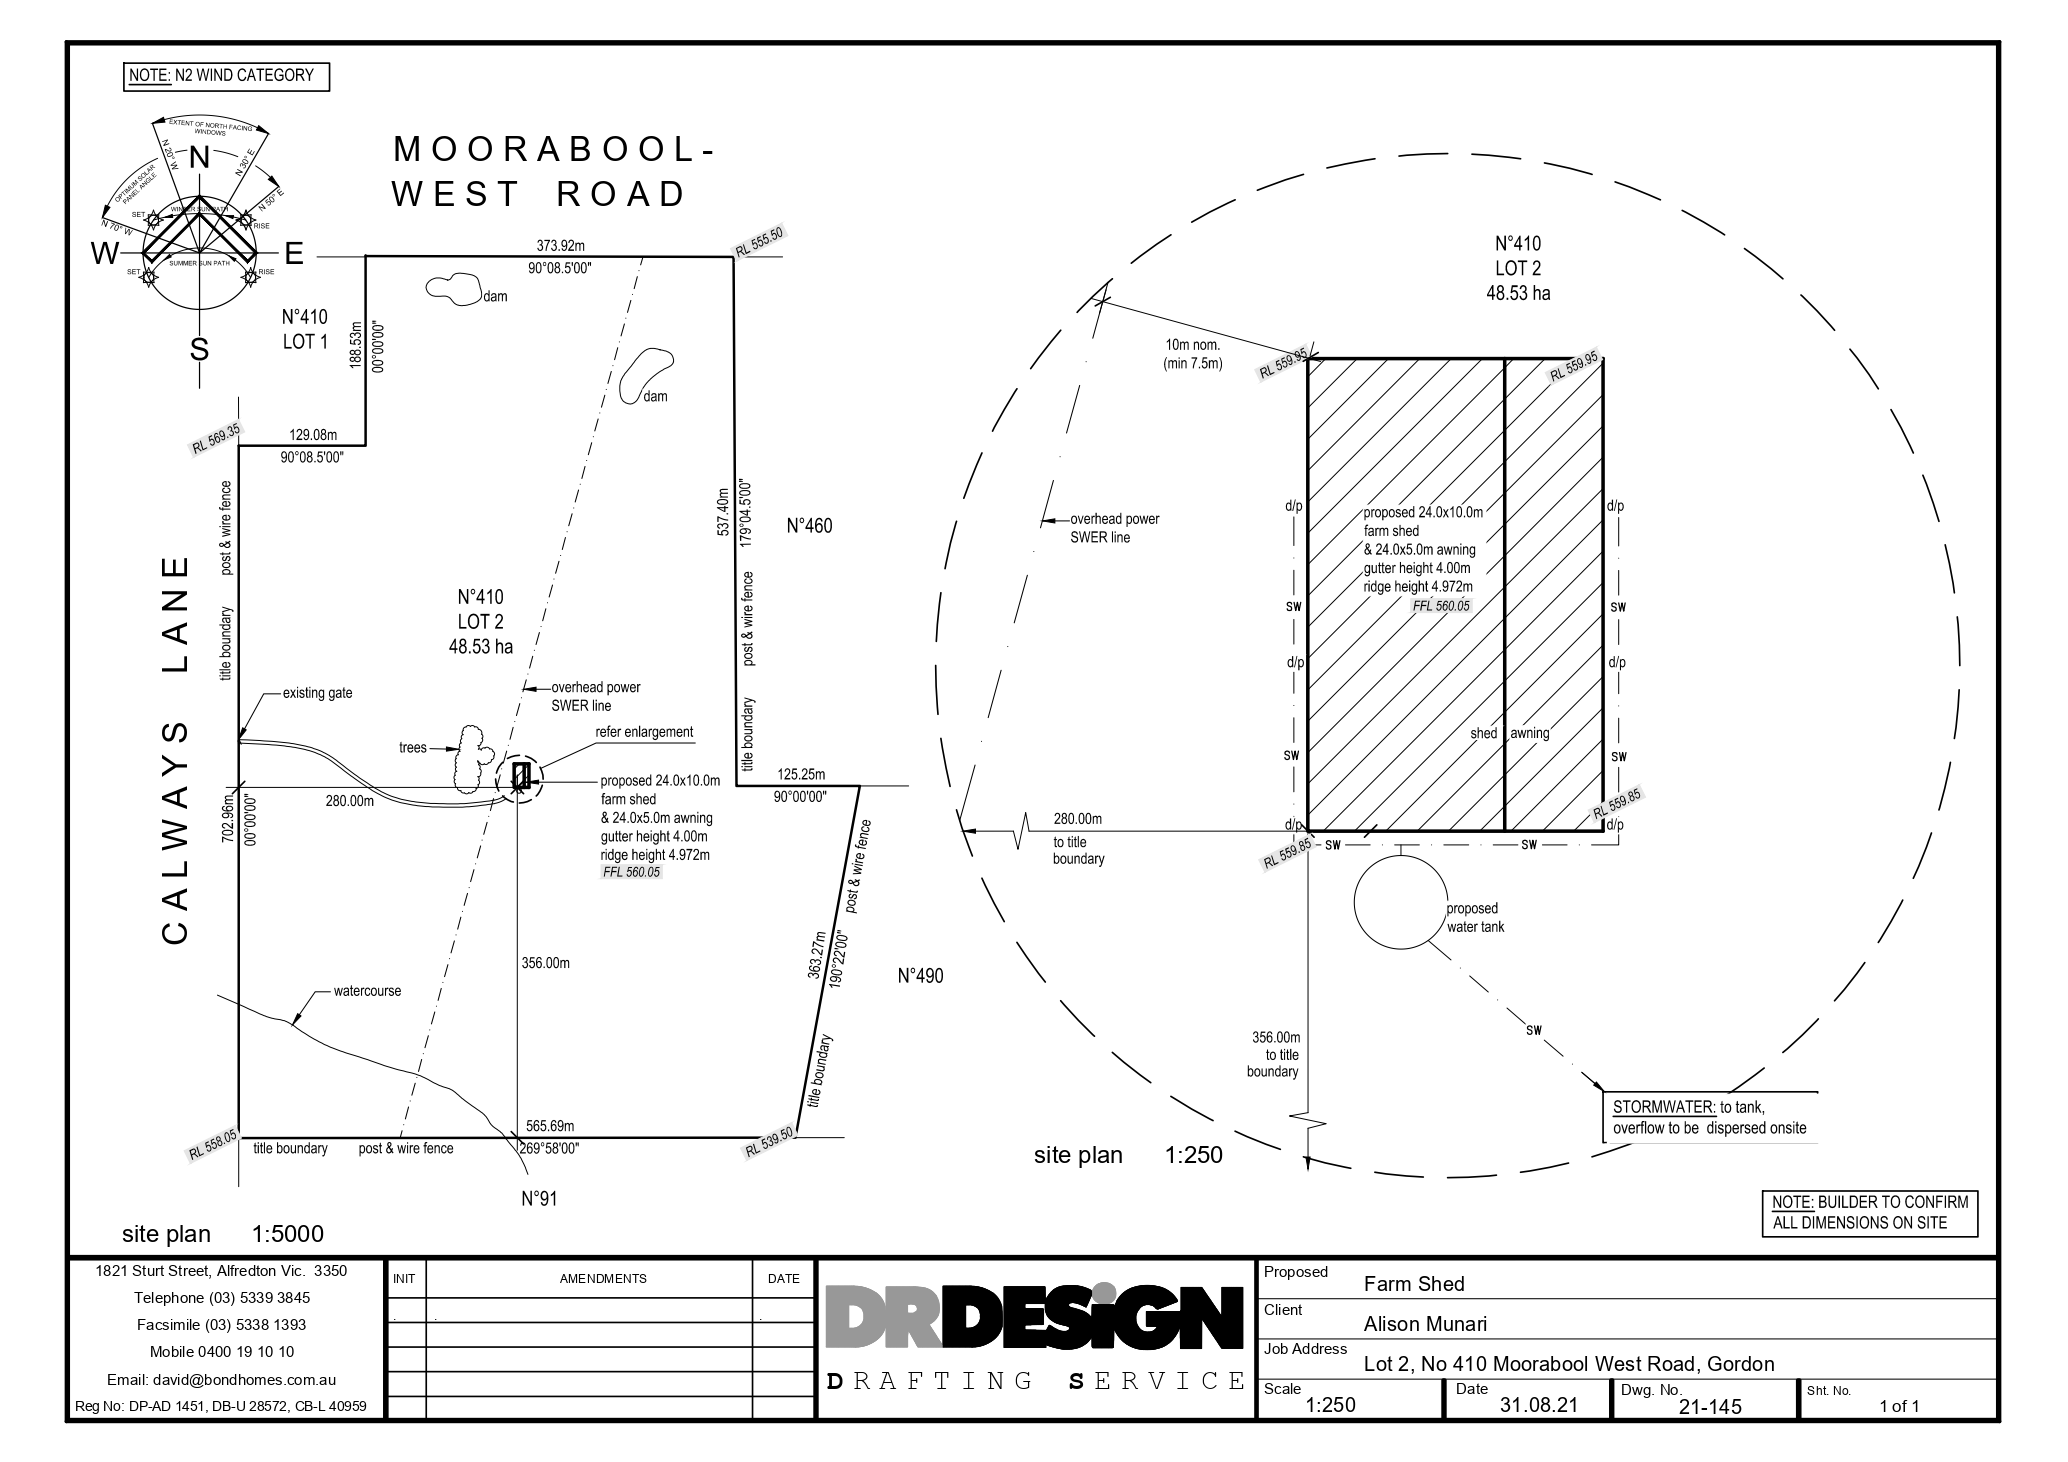 NOTE: N2 WIND CATEGORY
EXTENT OF NORTH FACING
WINDOWS
N 20° W
N 30° E
OPTIMUM SOLAR
PANEL ANGLE
N 50° E
N 70° W
N
W
E
S
SET
WINTER SUN PATH
RISE
SET
SUMMER SUN PATH
RISE
MOORABOOL-
WEST ROAD
CALWAYS LANE
373.92m
90°08.5'00"
RL 555.50
dam
dam
N°410
LOT 1
188.53m
00°00'00"
RL 569.35
129.08m
90°08.5'00"
post & wire fence
title boundary
537.40m
179°04.5'00"
post & wire fence
title boundary
N°460
N°410
LOT 2
48.53 ha
existing gate
overhead power
SWER line
refer enlargement
trees
280.00m
702.96m
00°00'00"
proposed 24.0x10.0m
farm shed
& 24.0x5.0m awning
gutter height 4.00m
ridge height 4.972m
FFL 560.05
125.25m
90°00'00"
post & wire fence
363.27m
190°22'00"
title boundary
N°490
356.00m
watercourse
565.69m
269°58'00"
RL 558.05
title boundary
post & wire fence
RL 539.50
N°91
site plan 1:5000
N°410
LOT 2
48.53 ha
10m nom.
(min 7.5m)
RL 559.95
RL 559.95
overhead power
SWER line
d/p
d/p
proposed 24.0x10.0m
farm shed
& 24.0x5.0m awning
gutter height 4.00m
ridge height 4.972m
FFL 560.05
SW
SW
d/p
d/p
shed
awning
SW
SW
280.00m
to title
boundary
d/p
d/p
RL 559.85
RL 559.85
SW
SW
proposed
water tank
SW
356.00m
to title
boundary
STORMWATER: to tank,
overflow to be dispersed onsite
site plan 1:250
NOTE: BUILDER TO CONFIRM
ALL DIMENSIONS ON SITE
1821 Sturt Street, Alfredton Vic. 3350
Telephone (03) 5339 3845
Facsimile (03) 5338 1393
Mobile 0400 19 10 10
Email: david@bondhomes.com.au
Reg No: DP-AD 1451, DB-U 28572, CB-L 40959
INIT AMENDMENTS DATE
. . .
DRDESiGN
DRAFTING SERVICE
Proposed Farm Shed
Client Alison Munari
Job Address Lot 2, No 410 Moorabool West Road, Gordon
Scale 1:250
Date 31.08.21
Dwg. No. 21-145
Sht. No. 1 of 1